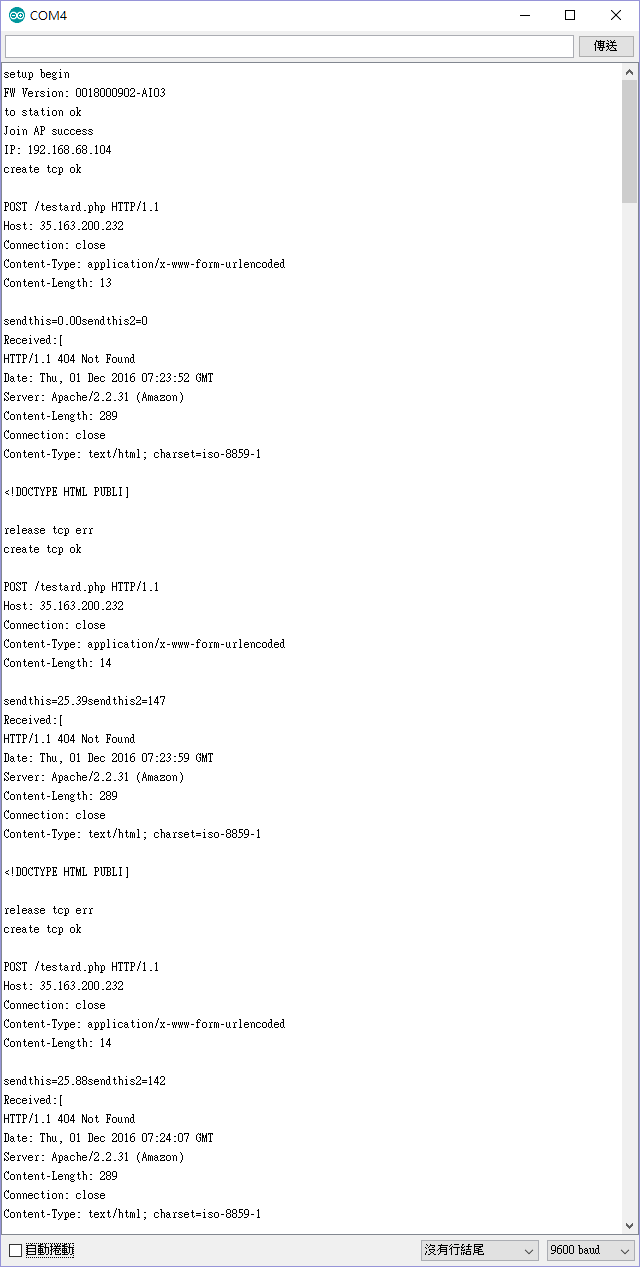 COM4
傳送
setup begin
FW Version: 0018000902-AI03
to station ok
Join AP success
IP: 192.168.68.104
create tcp ok
POST /testard.php HTTP/1.1
Host: 35.163.200.232
Connection: close
Content-Type: application/x-www-form-urlencoded
Content-Length: 13
sendthis=0.00sendthis2=0
Received:[
HTTP/1.1 404 Not Found
Date: Thu, 01 Dec 2016 07:23:52 GMT
Server: Apache/2.2.31 (Amazon)
Content-Length: 289
Connection: close
Content-Type: text/html; charset=iso-8859-1
<!DOCTYPE HTML PUBLI]
release tcp err
create tcp ok
POST /testard.php HTTP/1.1
Host: 35.163.200.232
Connection: close
Content-Type: application/x-www-form-urlencoded
Content-Length: 14
sendthis=25.39sendthis2=147
Received:[
HTTP/1.1 404 Not Found
Date: Thu, 01 Dec 2016 07:23:59 GMT
Server: Apache/2.2.31 (Amazon)
Content-Length: 289
Connection: close
Content-Type: text/html; charset=iso-8859-1
<!DOCTYPE HTML PUBLI]
release tcp err
create tcp ok
POST /testard.php HTTP/1.1
Host: 35.163.200.232
Connection: close
Content-Type: application/x-www-form-urlencoded
Content-Length: 14
sendthis=25.88sendthis2=142
Received:[
HTTP/1.1 404 Not Found
Date: Thu, 01 Dec 2016 07:24:07 GMT
Server: Apache/2.2.31 (Amazon)
Content-Length: 289
Connection: close
Content-Type: text/html; charset=iso-8859-1
自動捲動
沒有行結尾
9600 baud